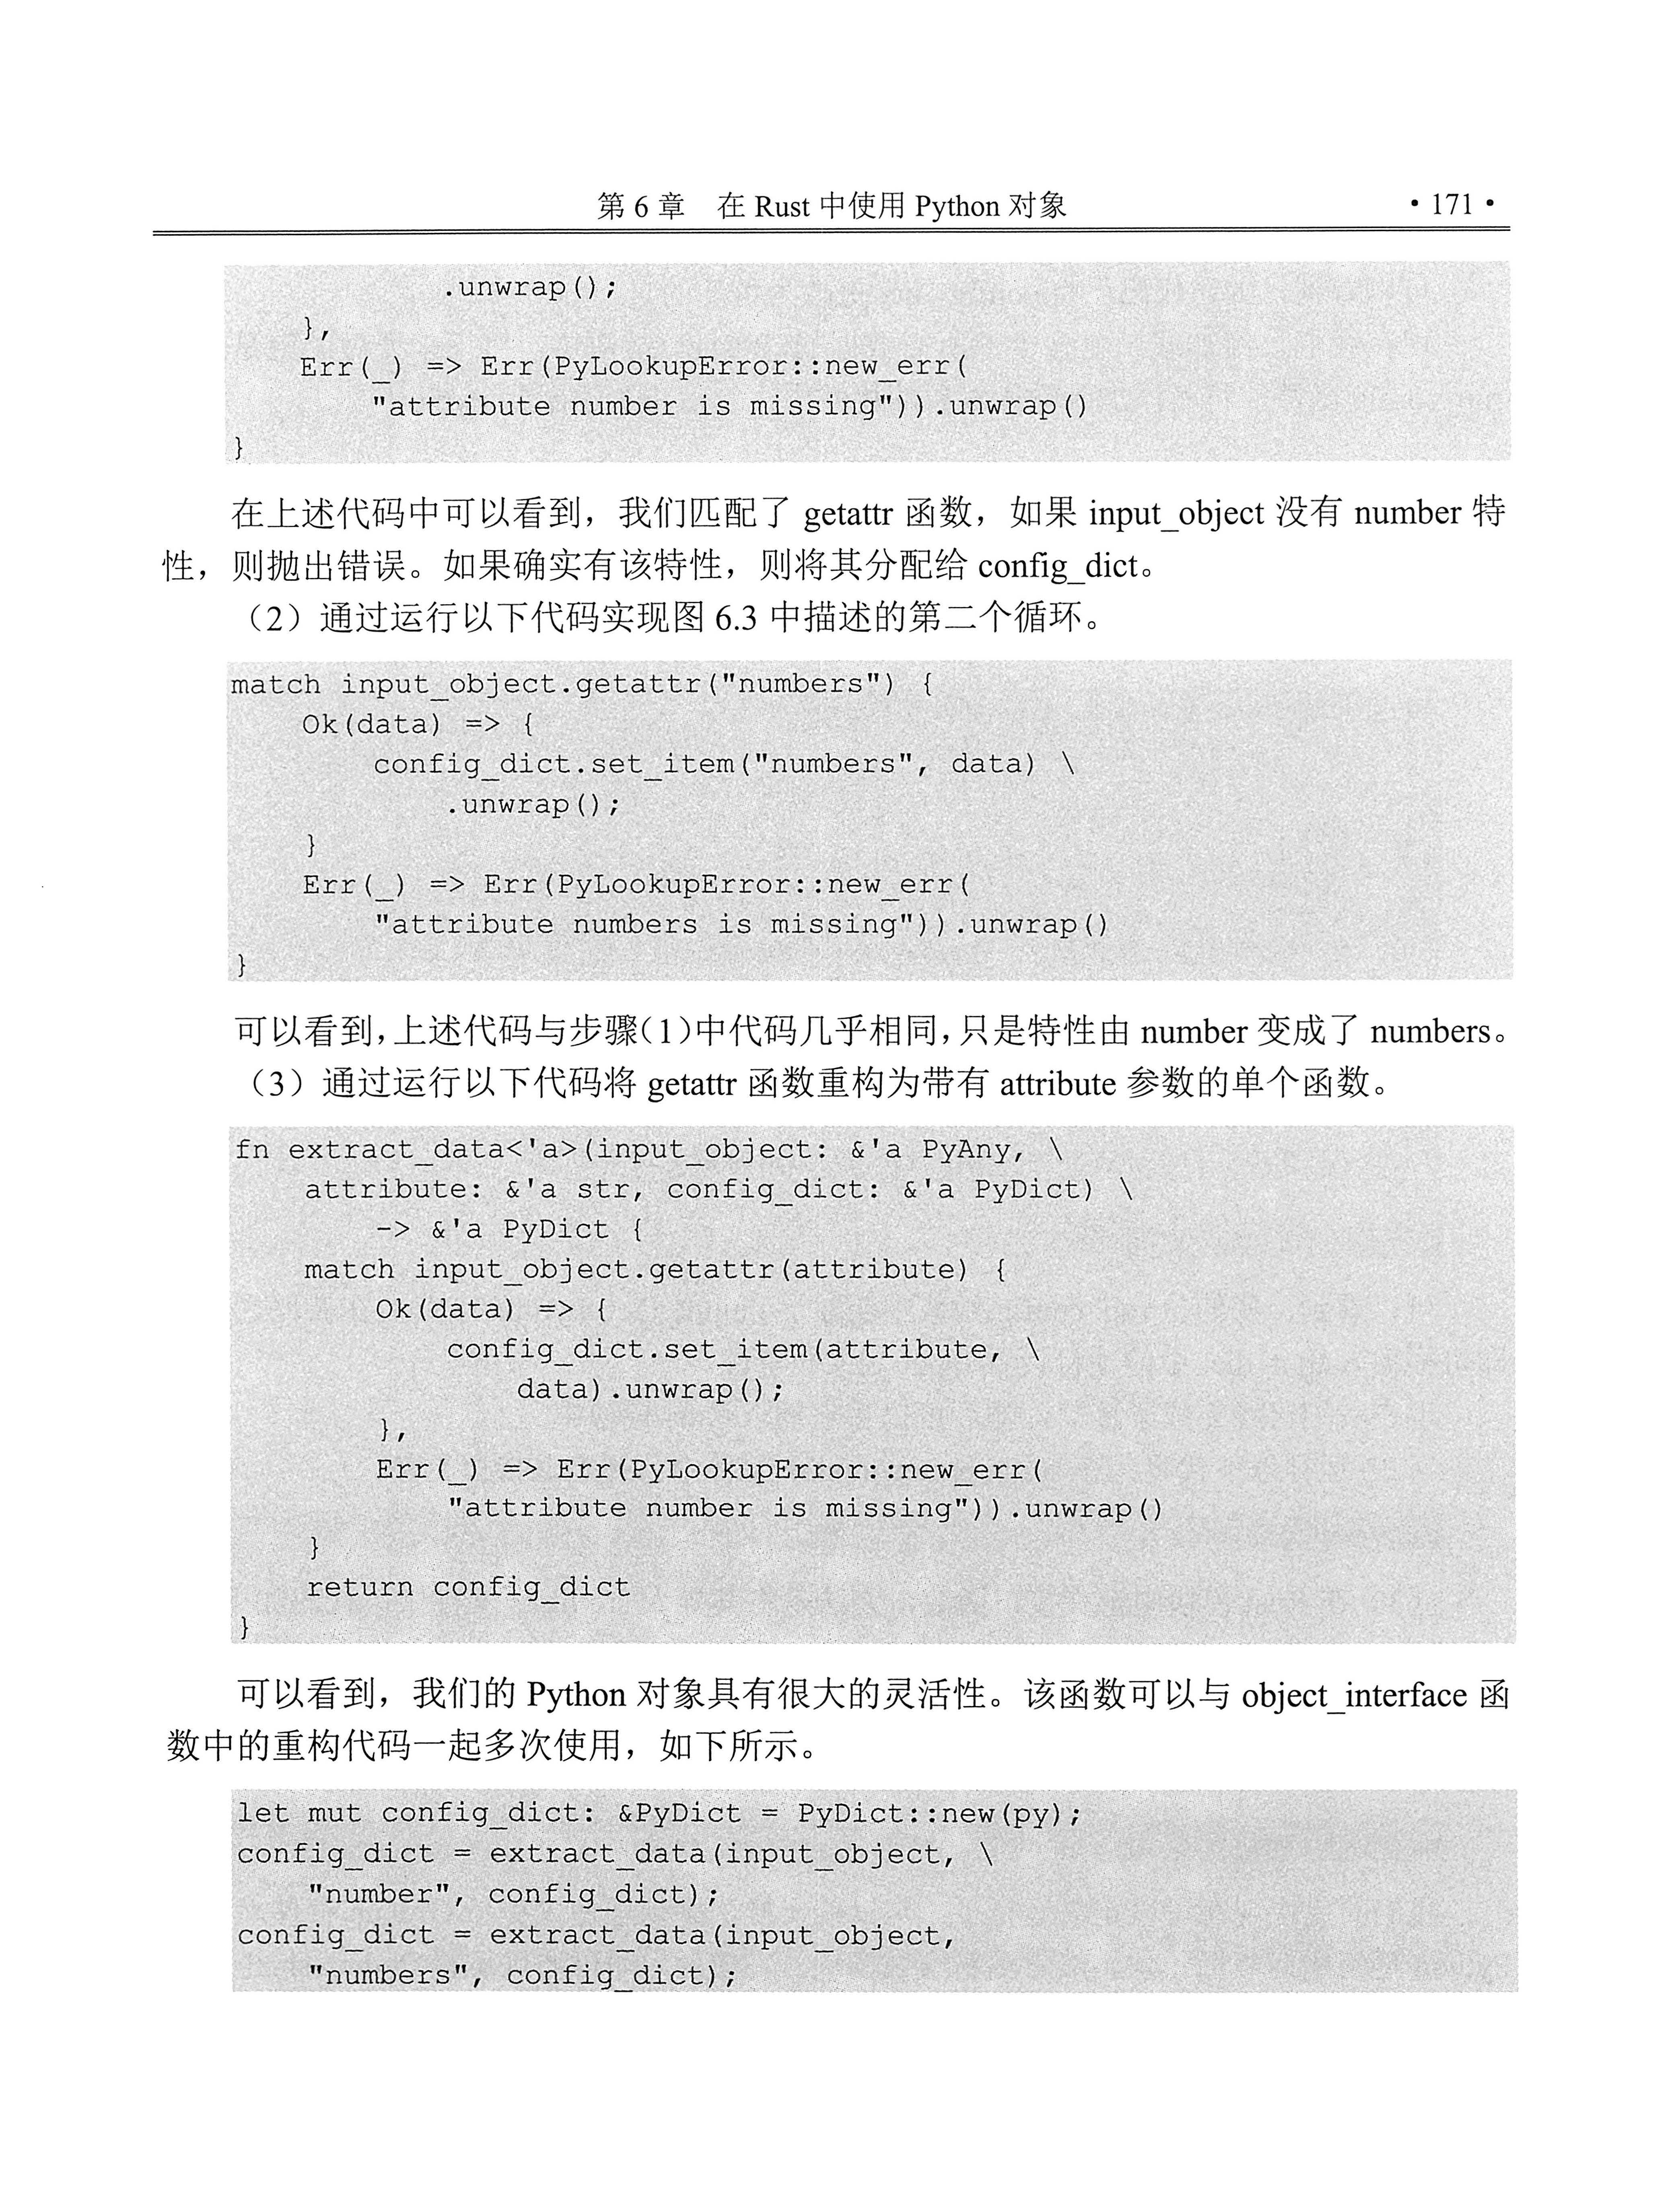 第 6 章　在 Rust 中使用 Python 对象　• 171 •
            .unwrap();
    },
    Err(_) => Err(PyLookupError::new_err(
        "attribute number is missing")).unwrap()
}
在上述代码中可以看到，我们匹配了 getattr 函数，如果 input_object 没有 number 特
性，则抛出错误。如果确实有该特性，则将其分配给 config_dict。
（2）通过运行以下代码实现图 6.3 中描述的第二个循环。
match input_object.getattr("numbers") {
    Ok(data) => {
        config_dict.set_item("numbers", data) \
            .unwrap();
    }
    Err(_) => Err(PyLookupError::new_err(
        "attribute numbers is missing")).unwrap()
}
可以看到，上述代码与步骤（1）中代码几乎相同，只是特性由 number 变成了 numbers。
（3）通过运行以下代码将 getattr 函数重构为带有 attribute 参数的单个函数。
fn extract_data<'a>(input_object: &'a PyAny, \
    attribute: &'a str, config_dict: &'a PyDict) \
        -> &'a PyDict {
    match input_object.getattr(attribute) {
        Ok(data) => {
            config_dict.set_item(attribute, \
                data).unwrap();
        },
        Err(_) => Err(PyLookupError::new_err(
            "attribute number is missing")).unwrap()
    }
    return config_dict
}
可以看到，我们的 Python 对象具有很大的灵活性。该函数可以与 object_interface 函
数中的重构代码一起多次使用，如下所示。
let mut config_dict: &PyDict = PyDict::new(py);
config_dict = extract_data(input_object, \
    "number", config_dict);
config_dict = extract_data(input_object,
    "numbers", config_dict);